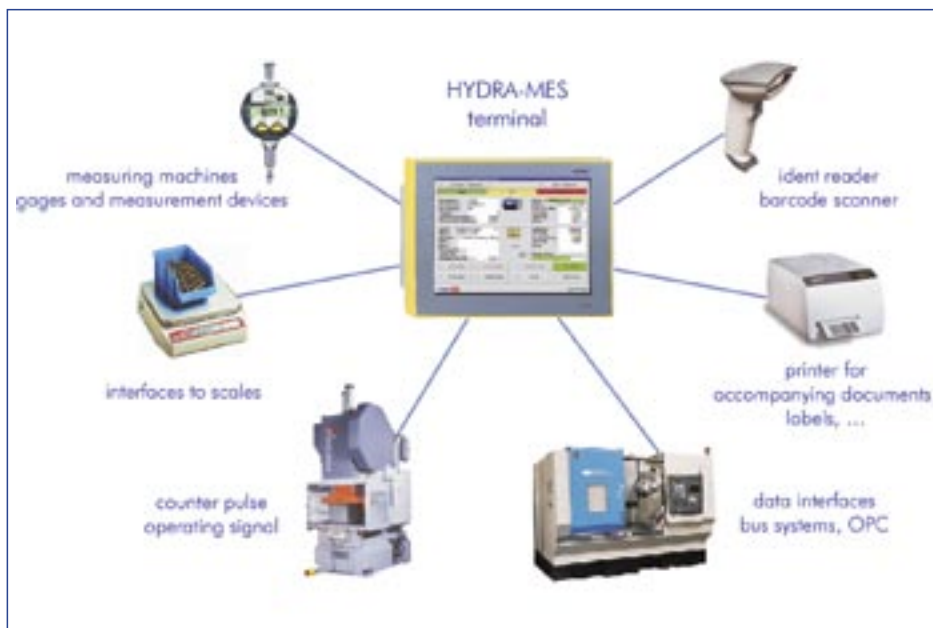 HYDRA-MES
terminal
measuring machines
gages and measurement devices
ident reader
barcode scanner
interfaces to scales
printer for
accompanying documents
labels, ...
counter pulse
operating signal
data interfaces
bus systems, OPC